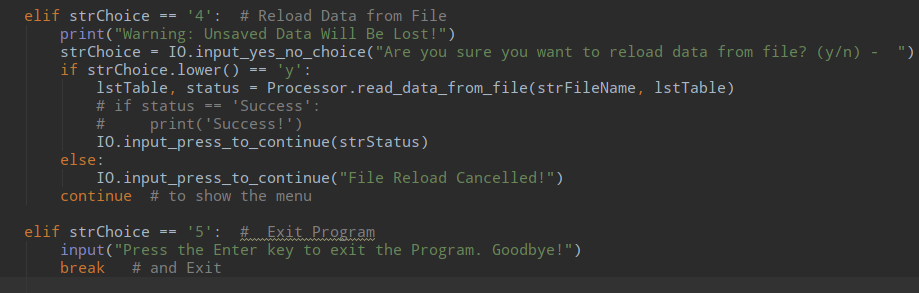 elif strChoice == '4':  # Reload Data from File
    print("Warning: Unsaved Data Will Be Lost!")
    strChoice = IO.input_yes_no_choice("Are you sure you want to reload data from file? (y/n) -  ")
    if strChoice.lower() == 'y':
        lstTable, status = Processor.read_data_from_file(strFileName, lstTable)
        # if status == 'Success':
        #     print('Success!')
        IO.input_press_to_continue(strStatus)
    else:
        IO.input_press_to_continue("File Reload Cancelled!")
    continue  # to show the menu

elif strChoice == '5':  #  Exit Program
    input("Press the Enter key to exit the Program. Goodbye!")
    break   # and Exit